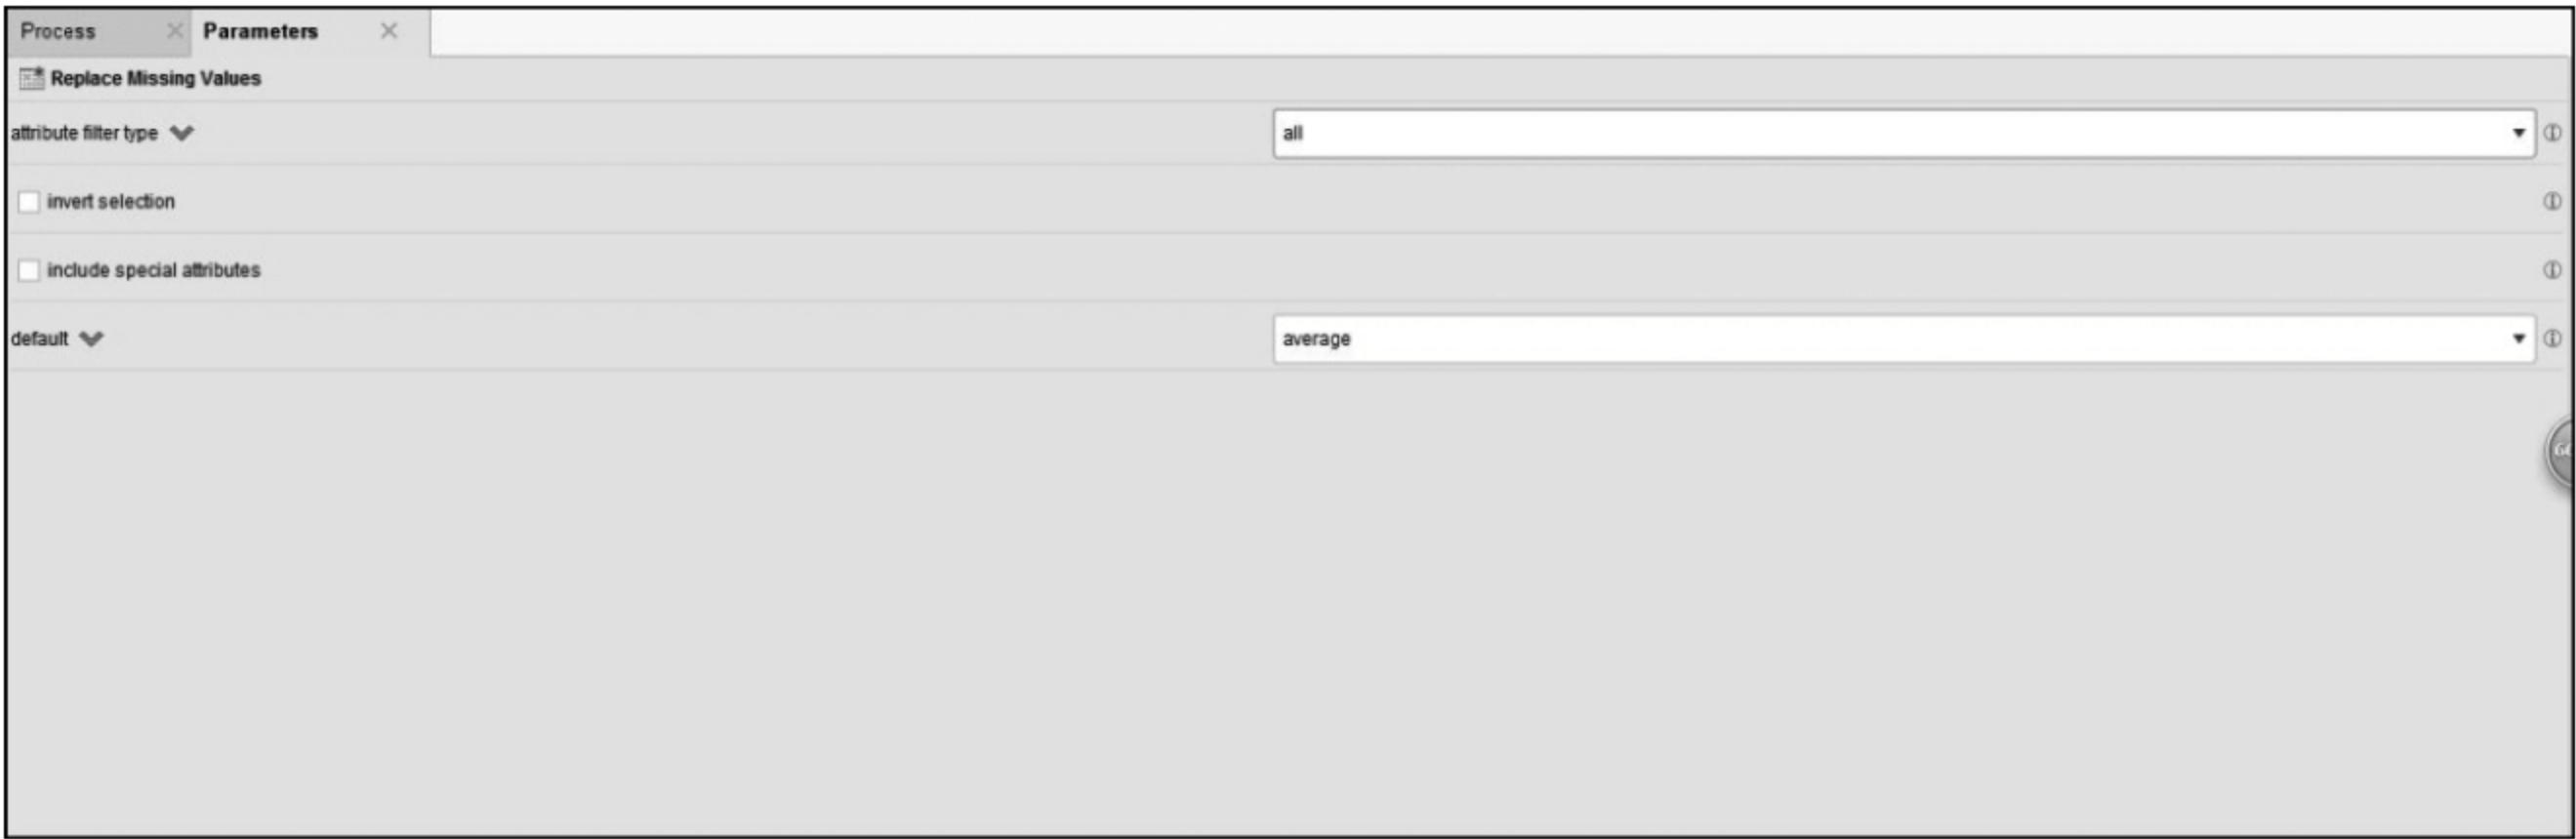 Process
Parameters
Replace Missing Values
attribute filter type
all
invert selection
include special attributes
default
average